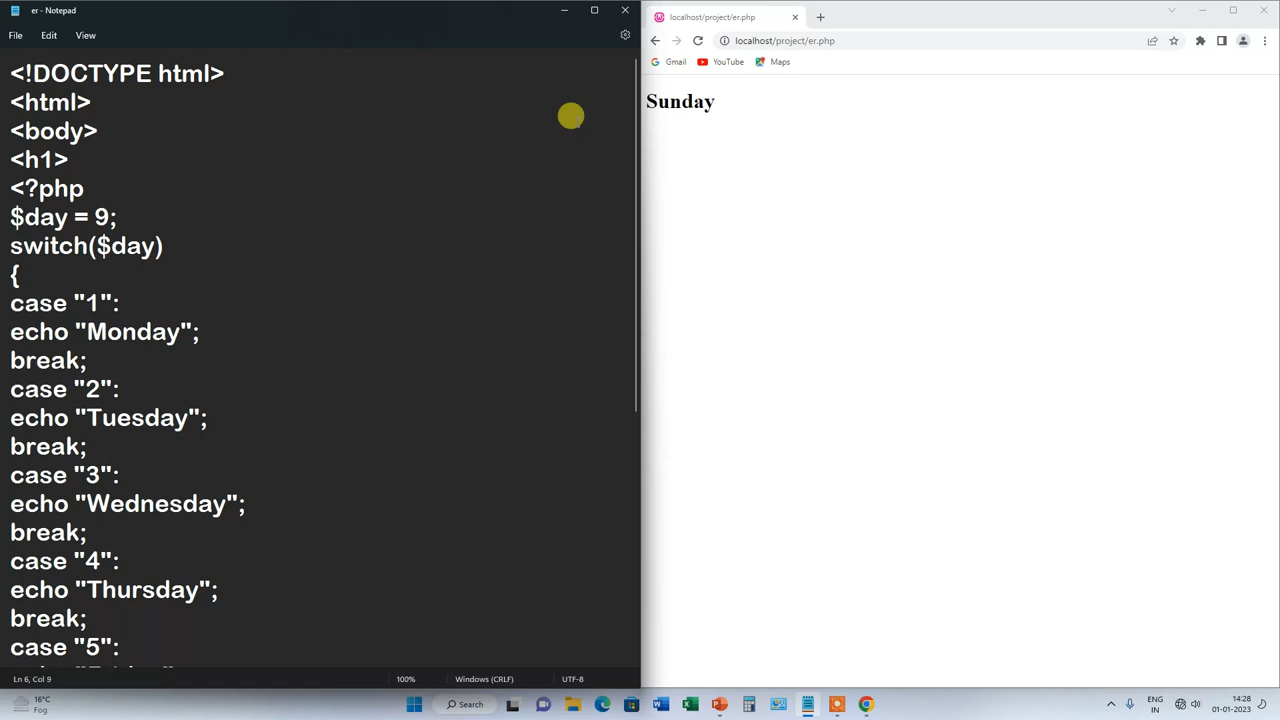 er - Notepad
File Edit View
<!DOCTYPE html>
<html>
<body>
<h1>
<?php
$day = 9;
switch($day)
{
case "1":
echo "Monday";
break;
case "2":
echo "Tuesday";
break;
case "3":
echo "Wednesday";
break;
case "4":
echo "Thursday";
break;
case "5":
Ln 6, Col 9
100%
Windows (CRLF)
UTF-8
localhost/project/er.php
localhost/project/er.php
Gmail YouTube Maps
Sunday
16°C
Fog
Search
ENG
IN
14:28
01-01-2023